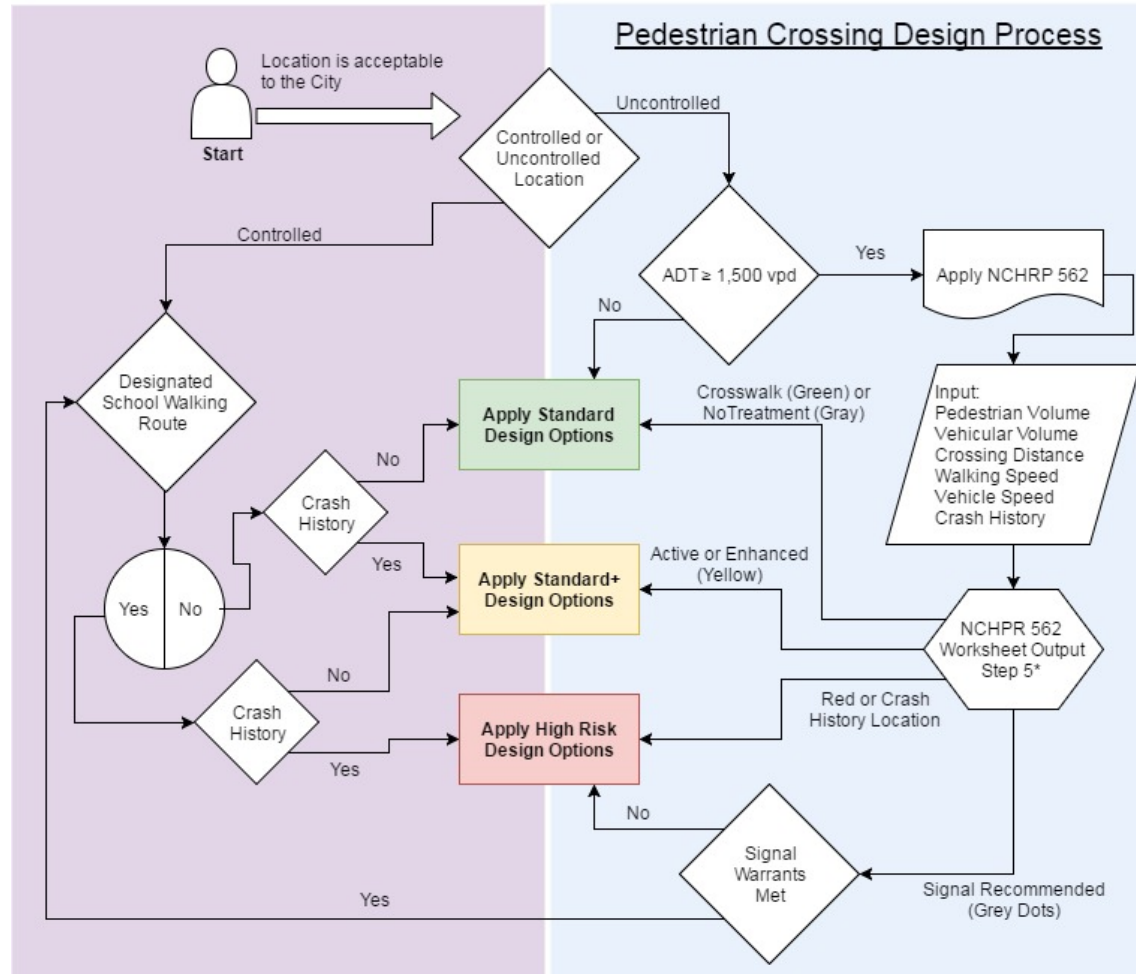 Pedestrian Crossing Design Process
Location is acceptable
to the City
Start
Controlled or
Uncontrolled
Location
Uncontrolled
Controlled
ADT ≥ 1,500 vpd
Yes
Apply NCHRP 562
No
Input:
Pedestrian Volume
Vehicular Volume
Crossing Distance
Walking Speed
Vehicle Speed
Crash History
Designated
School Walking
Route
Apply Standard
Design Options
Crosswalk (Green) or
NoTreatment (Gray)
Crash
History
No
Yes
Yes
No
Apply Standard+
Design Options
Active or Enhanced
(Yellow)
NCHPR 562
Worksheet Output
Step 5*
Crash
History
No
Yes
Apply High Risk
Design Options
Red or Crash
History Location
No
Signal
Warrants
Met
Signal Recommended
(Grey Dots)
Yes